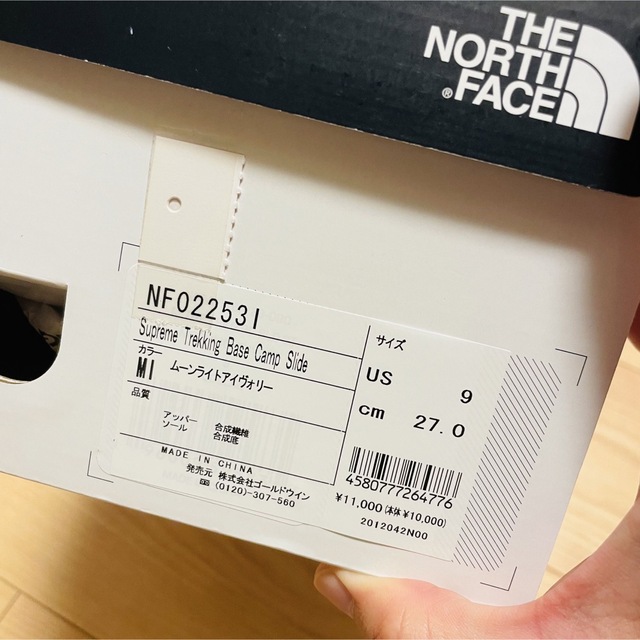 THE
NORTH
FACE
®
NF02253I
Supreme Trekking Base Camp Slide
カラー
MI ムーンライトアイヴォリー
品質
アッパー 合成繊維
ソール 合成底
MADE IN CHINA
発売元 株式会社ゴールドウイン
(0120)-307-560
サイズ
US 9
cm 27.0
4580777264776
¥11,000(本体¥10,000)
2012042N00